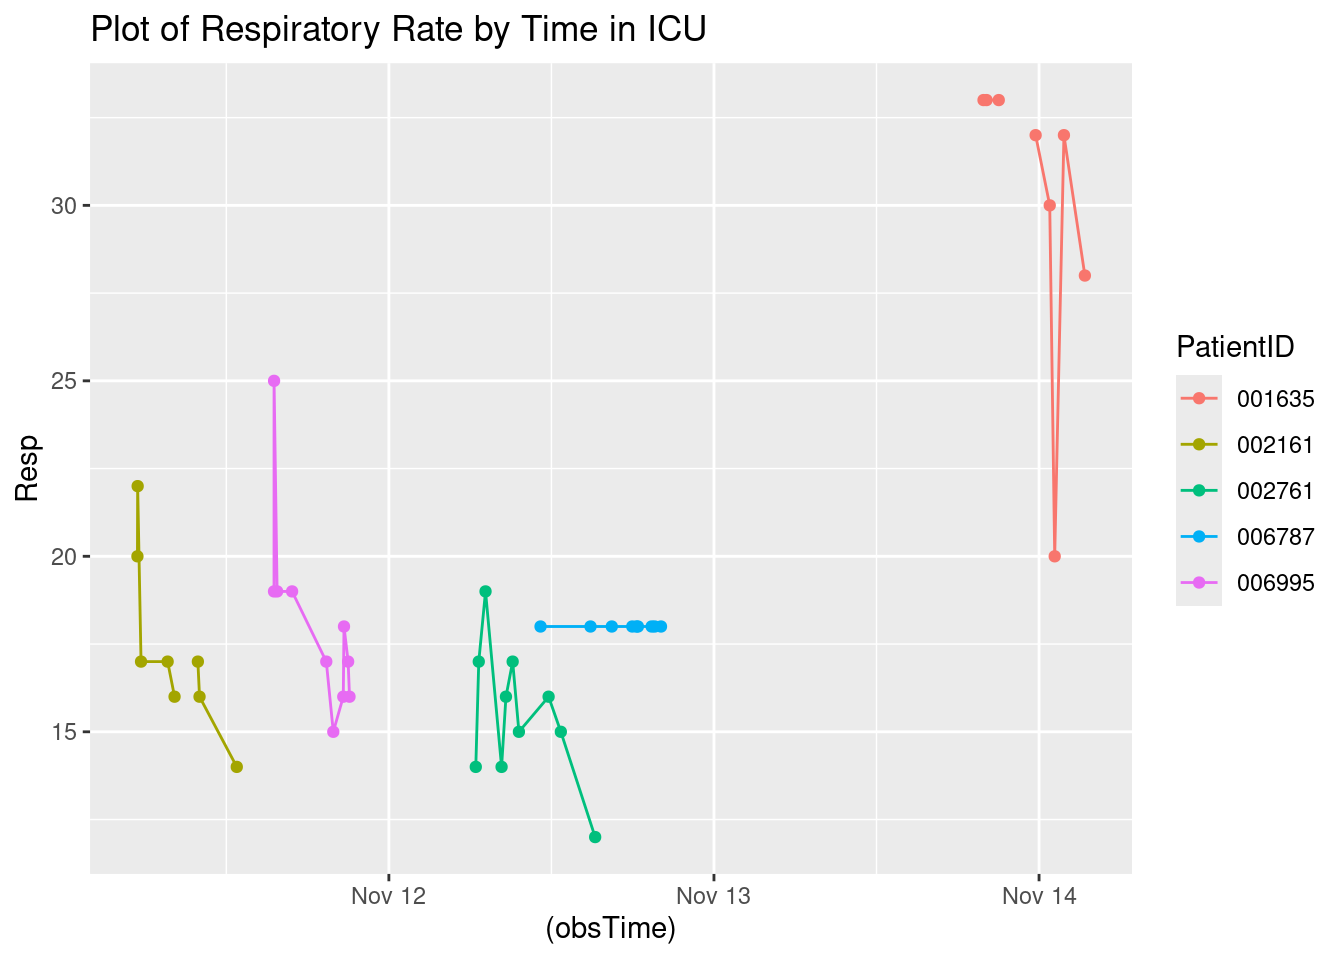 Plot of Respiratory Rate by Time in ICU
Resp
30
25
20
15
Nov 12
Nov 13
Nov 14
(obsTime)
PatientID
001635
002161
002761
006787
006995